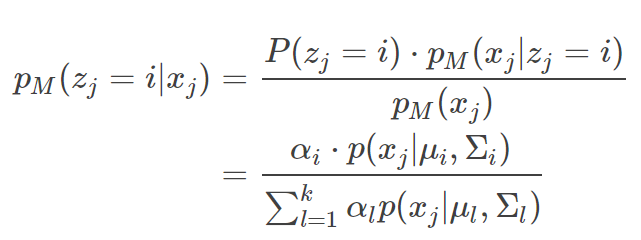 p_M(z_j = i|x_j) = \frac{P(z_j = i) \cdot p_M(x_j|z_j = i)}{p_M(x_j)}
= \frac{\alpha_i \cdot p(x_j|\mu_i, \Sigma_i)}{\sum_{l=1}^{k} \alpha_l p(x_j|\mu_l, \Sigma_l)}